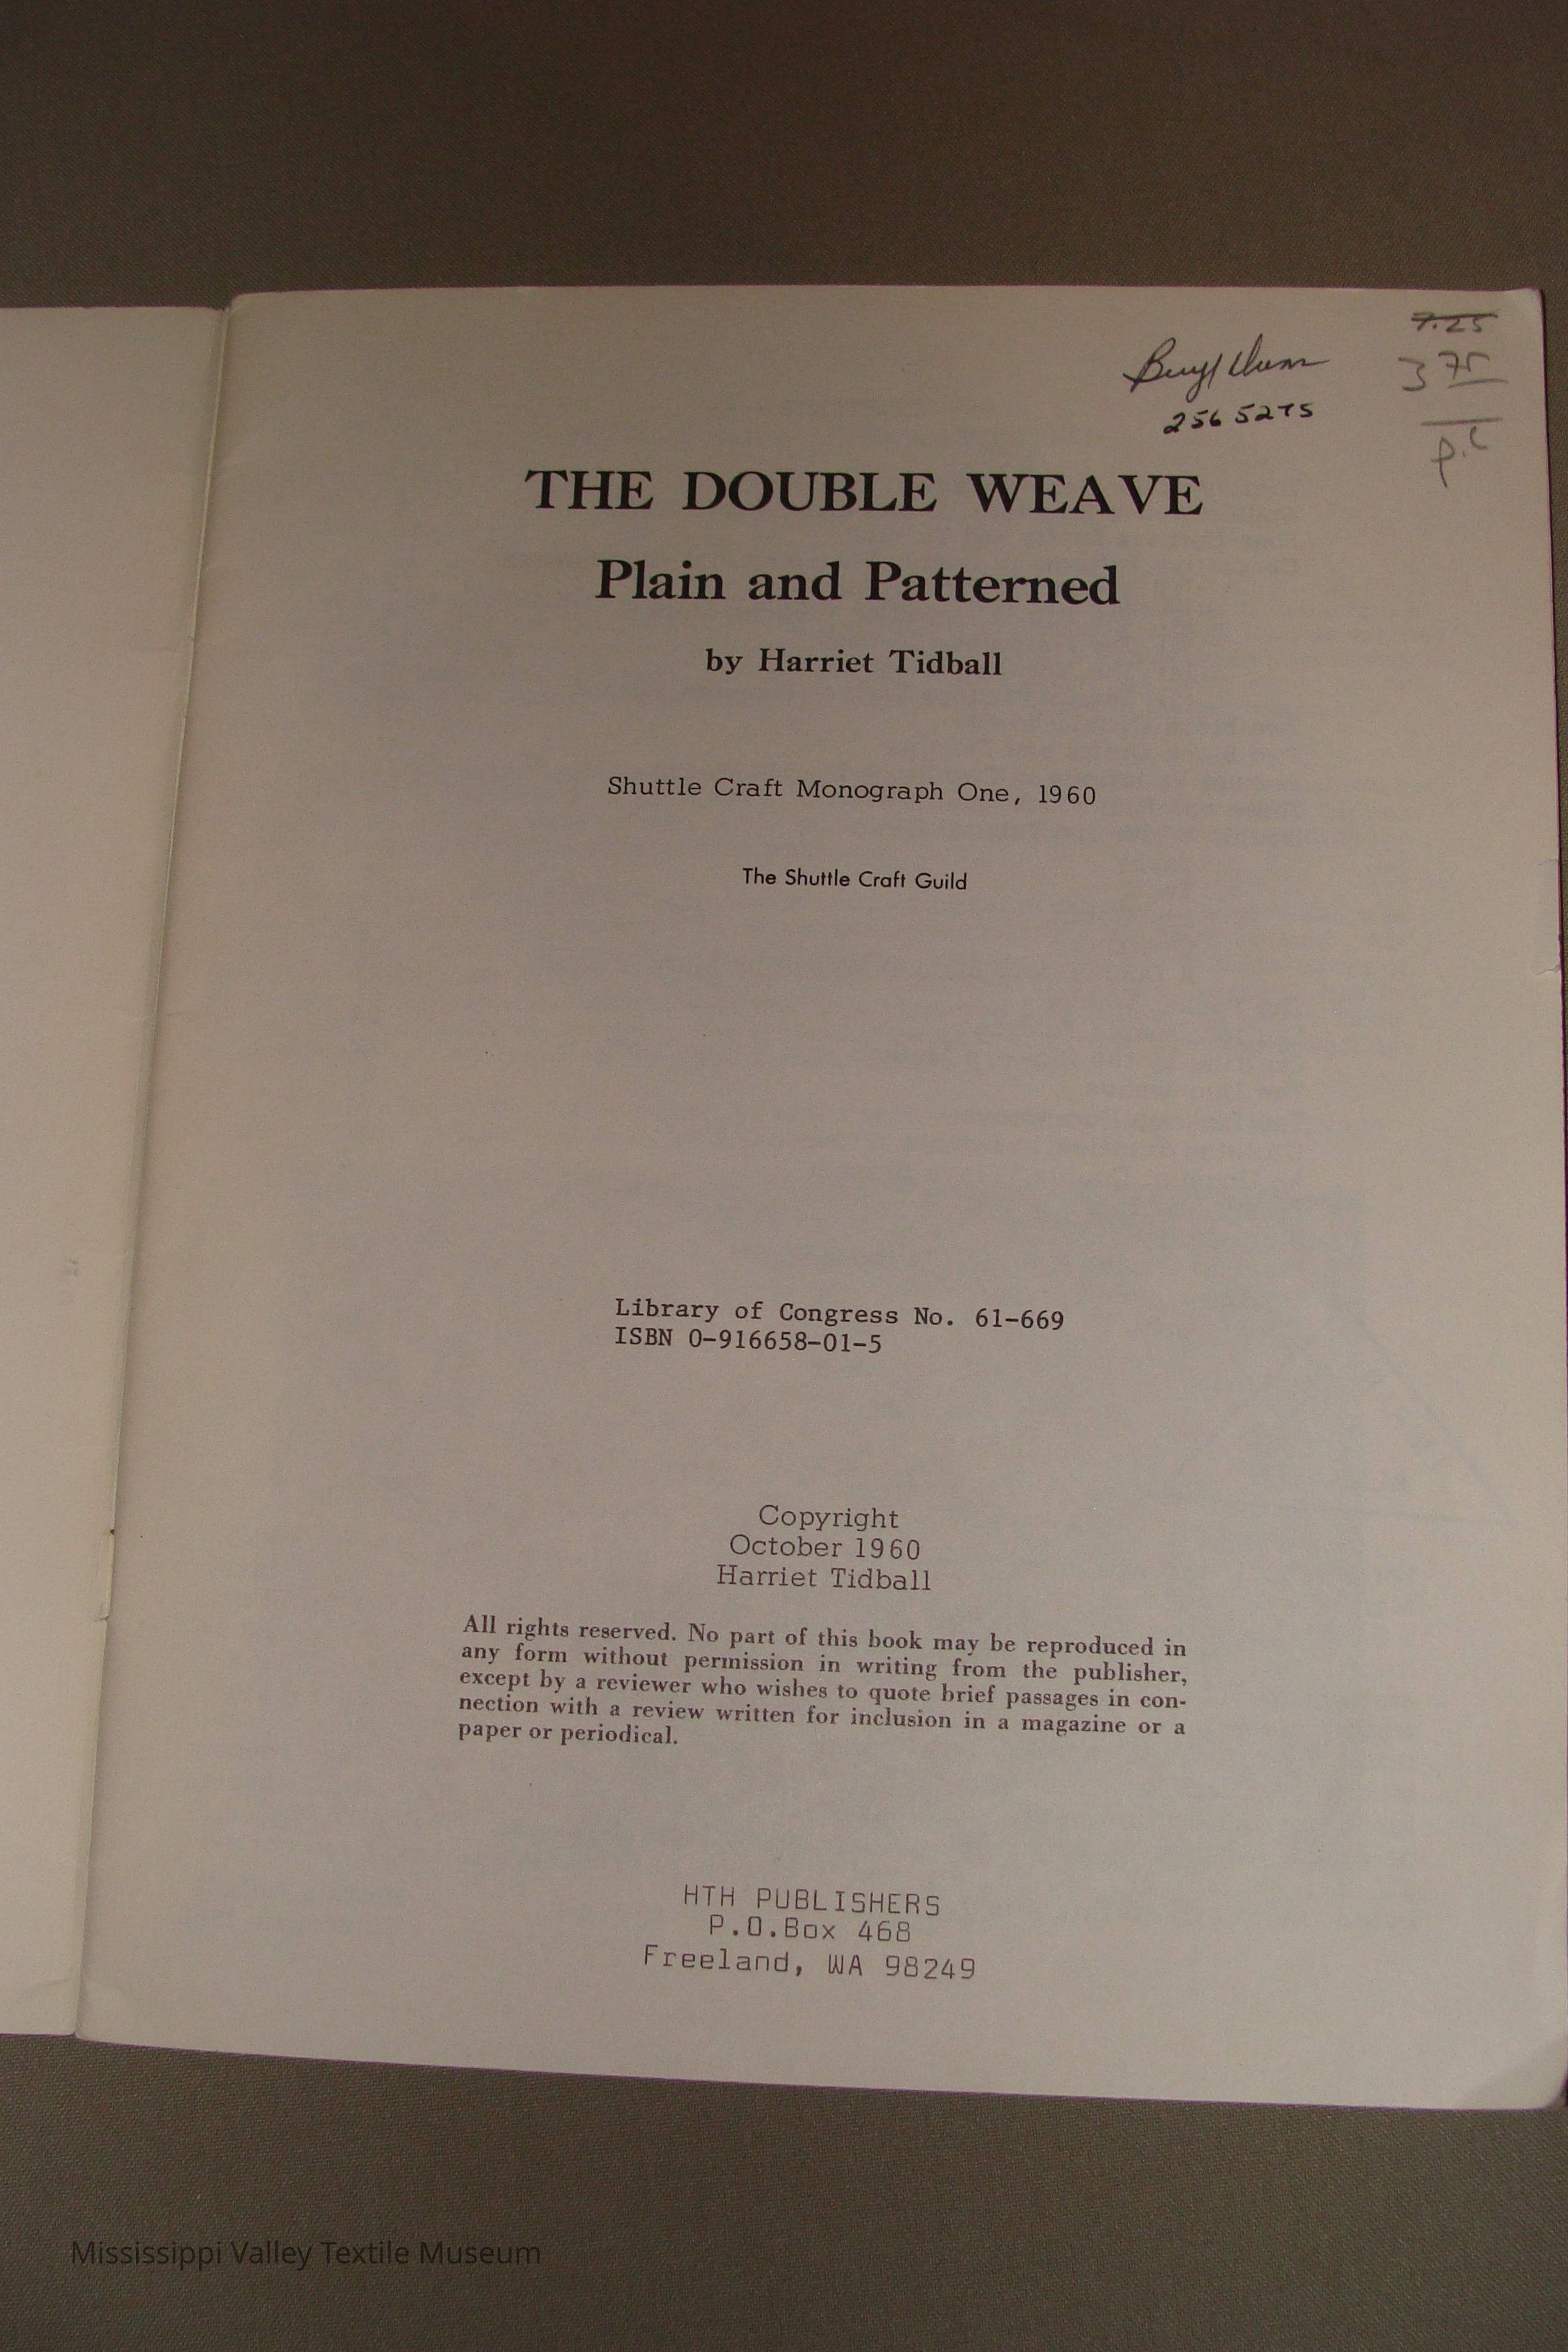 7.25
3 75
p.c
256 5275
THE DOUBLE WEAVE
Plain and Patterned
by Harriet Tidball
Shuttle Craft Monograph One, 1960
The Shuttle Craft Guild
Library of Congress No. 61-669
ISBN 0-916658-01-5
Copyright
October 1960
Harriet Tidball
All rights reserved. No part of this book may be reproduced in
any form without permission in writing from the publisher,
except by a reviewer who wishes to quote brief passages in con-
nection with a review written for inclusion in a magazine or a
paper or periodical.
HTH PUBLISHERS
P.O.Box 468
Freeland, WA 98249
Mississippi Valley Textile Museum